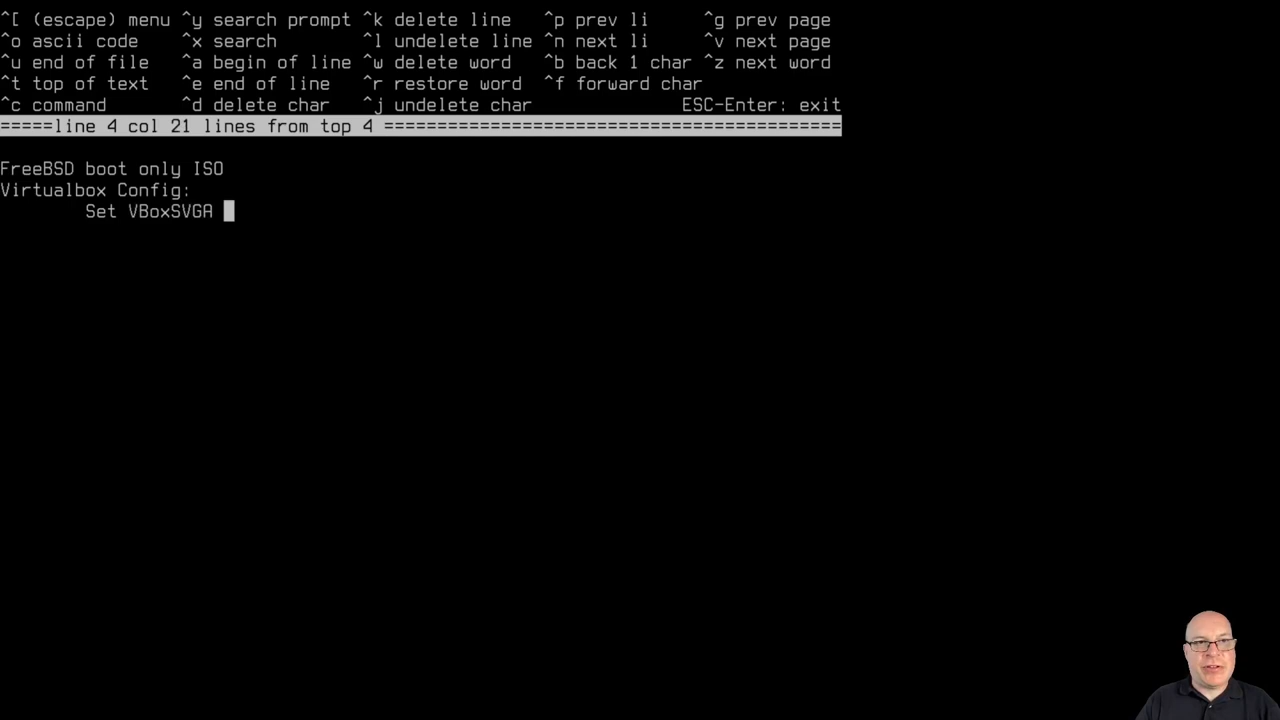 ^[ (escape) menu ^y search prompt ^k delete line ^p prev li ^g prev page
^o ascii code ^x search ^l undelete line ^n next li ^v next page
^u end of file ^a begin of line ^w delete word ^b back 1 char ^z next word
^t top of text ^e end of line ^r restore word ^f forward char
^c command ^d delete char ^j undelete char ESC-Enter: exit
=====line 4 col 21 lines from top 4 ===========================================
FreeBSD boot only ISO
Virtualbox Config:
Set VBoxSVGA